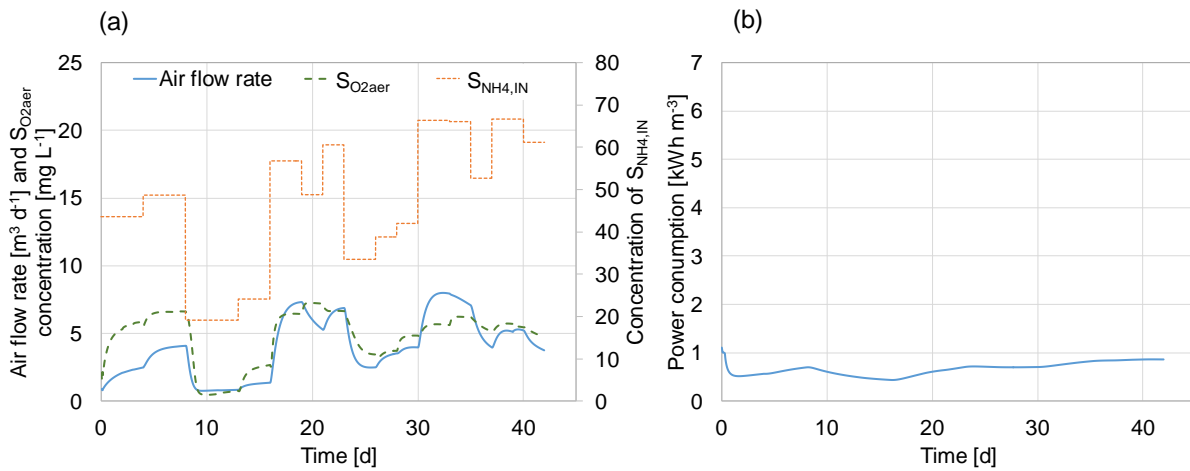 (a)
Air flow rate
S_O2aer
S_NH4,IN
Air flow rate [m³ d⁻¹] and S_O2aer
concentration [mg L⁻¹]
25
20
15
10
5
0
80
70
60
50
40
30
20
10
0
Concentration of S_NH4,IN
0 10 20 30 40
Time [d]
(b)
Power consumption [kWh m⁻³]
7
6
5
4
3
2
1
0
0 10 20 30 40
Time [d]